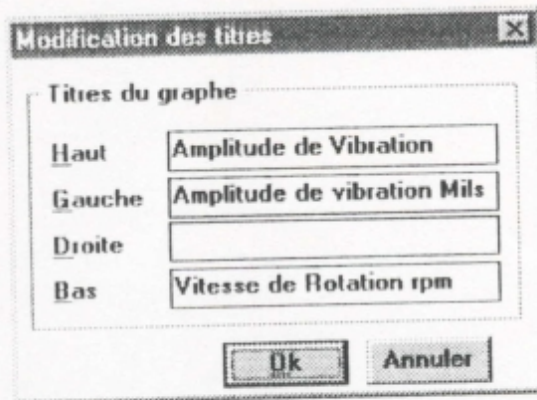 Modification des titres
Titres du graphe
Haut Amplitude de Vibration
Gauche Amplitude de vibration Mils
Droite
Bas Vitesse de Rotation rpm
Ok Annuler